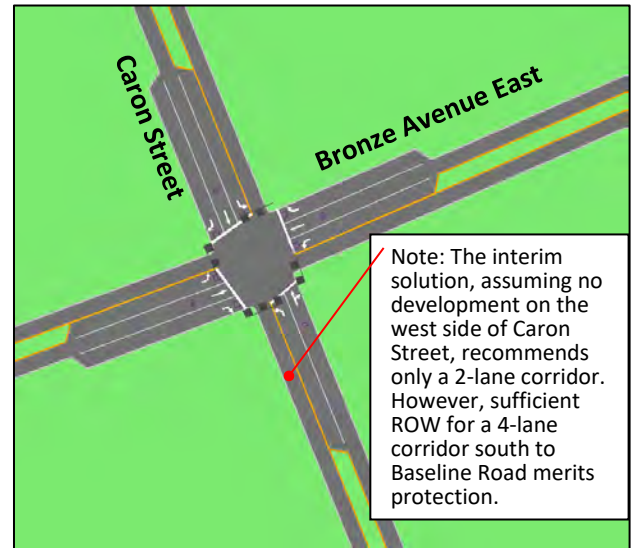 Caron Street
Bronze Avenue East
Note: The interim
solution, assuming no
development on the
west side of Caron
Street, recommends
only a 2-lane corridor.
However, sufficient
ROW for a 4-lane
corridor south to
Baseline Road merits
protection.